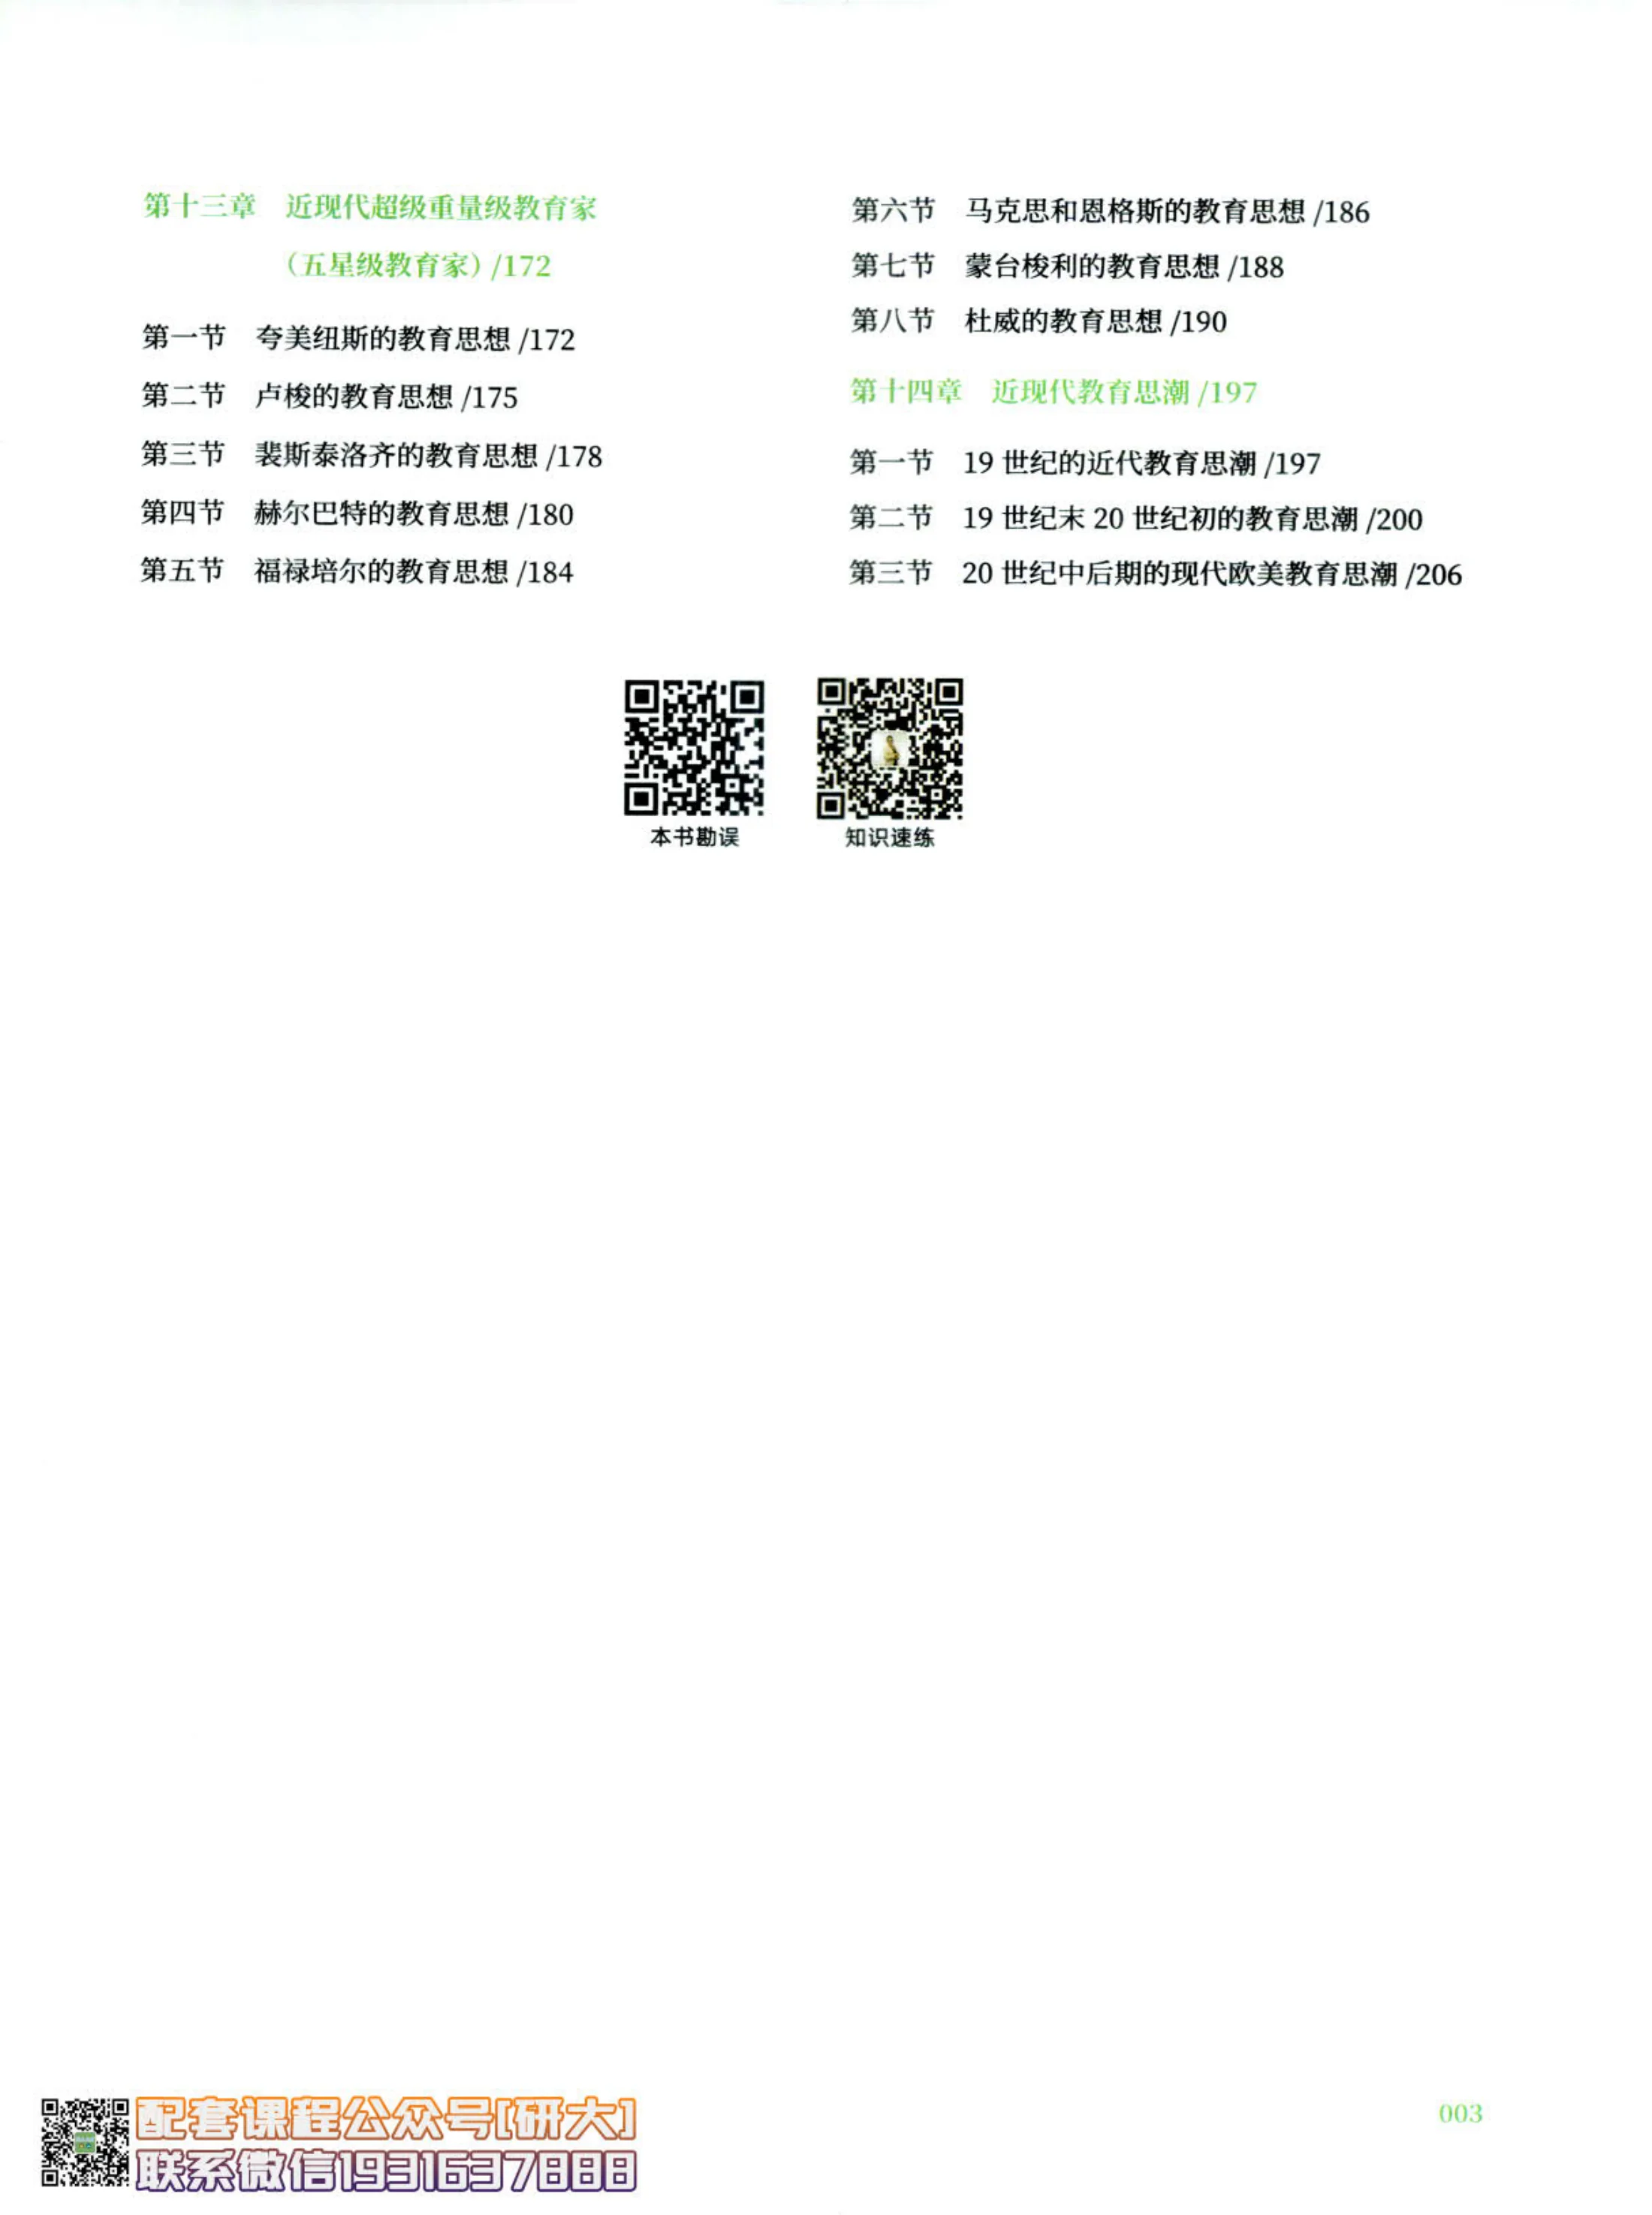 第十三章 近现代超级重量级教育家
（五星级教育家）/172
第一节 夸美纽斯的教育思想 /172
第二节 卢梭的教育思想 /175
第三节 裴斯泰洛齐的教育思想 /178
第四节 赫尔巴特的教育思想 /180
第五节 福禄培尔的教育思想 /184
第六节 马克思和恩格斯的教育思想 /186
第七节 蒙台梭利的教育思想 /188
第八节 杜威的教育思想 /190
第十四章 近现代教育思潮 /197
第一节 19 世纪的近代教育思潮 /197
第二节 19 世纪末 20 世纪初的教育思潮 /200
第三节 20 世纪中后期的现代欧美教育思潮 /206
本书勘误
知识速练
配套课程公众号[研大]
联系微信1931637888
003